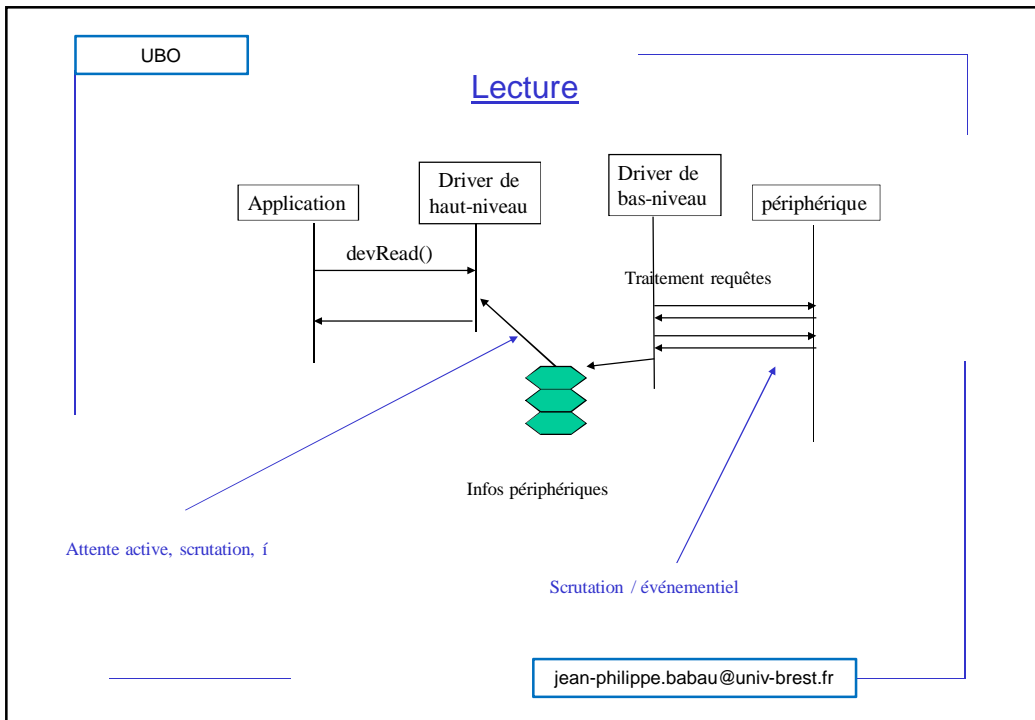 UBO
Lecture
Application
Driver de
haut-niveau
Driver de
bas-niveau
périphérique
devRead()
Traitement requêtes
Infos périphériques
Attente active, scrutation, í
Scrutation / événementiel
jean-philippe.babau@univ-brest.fr